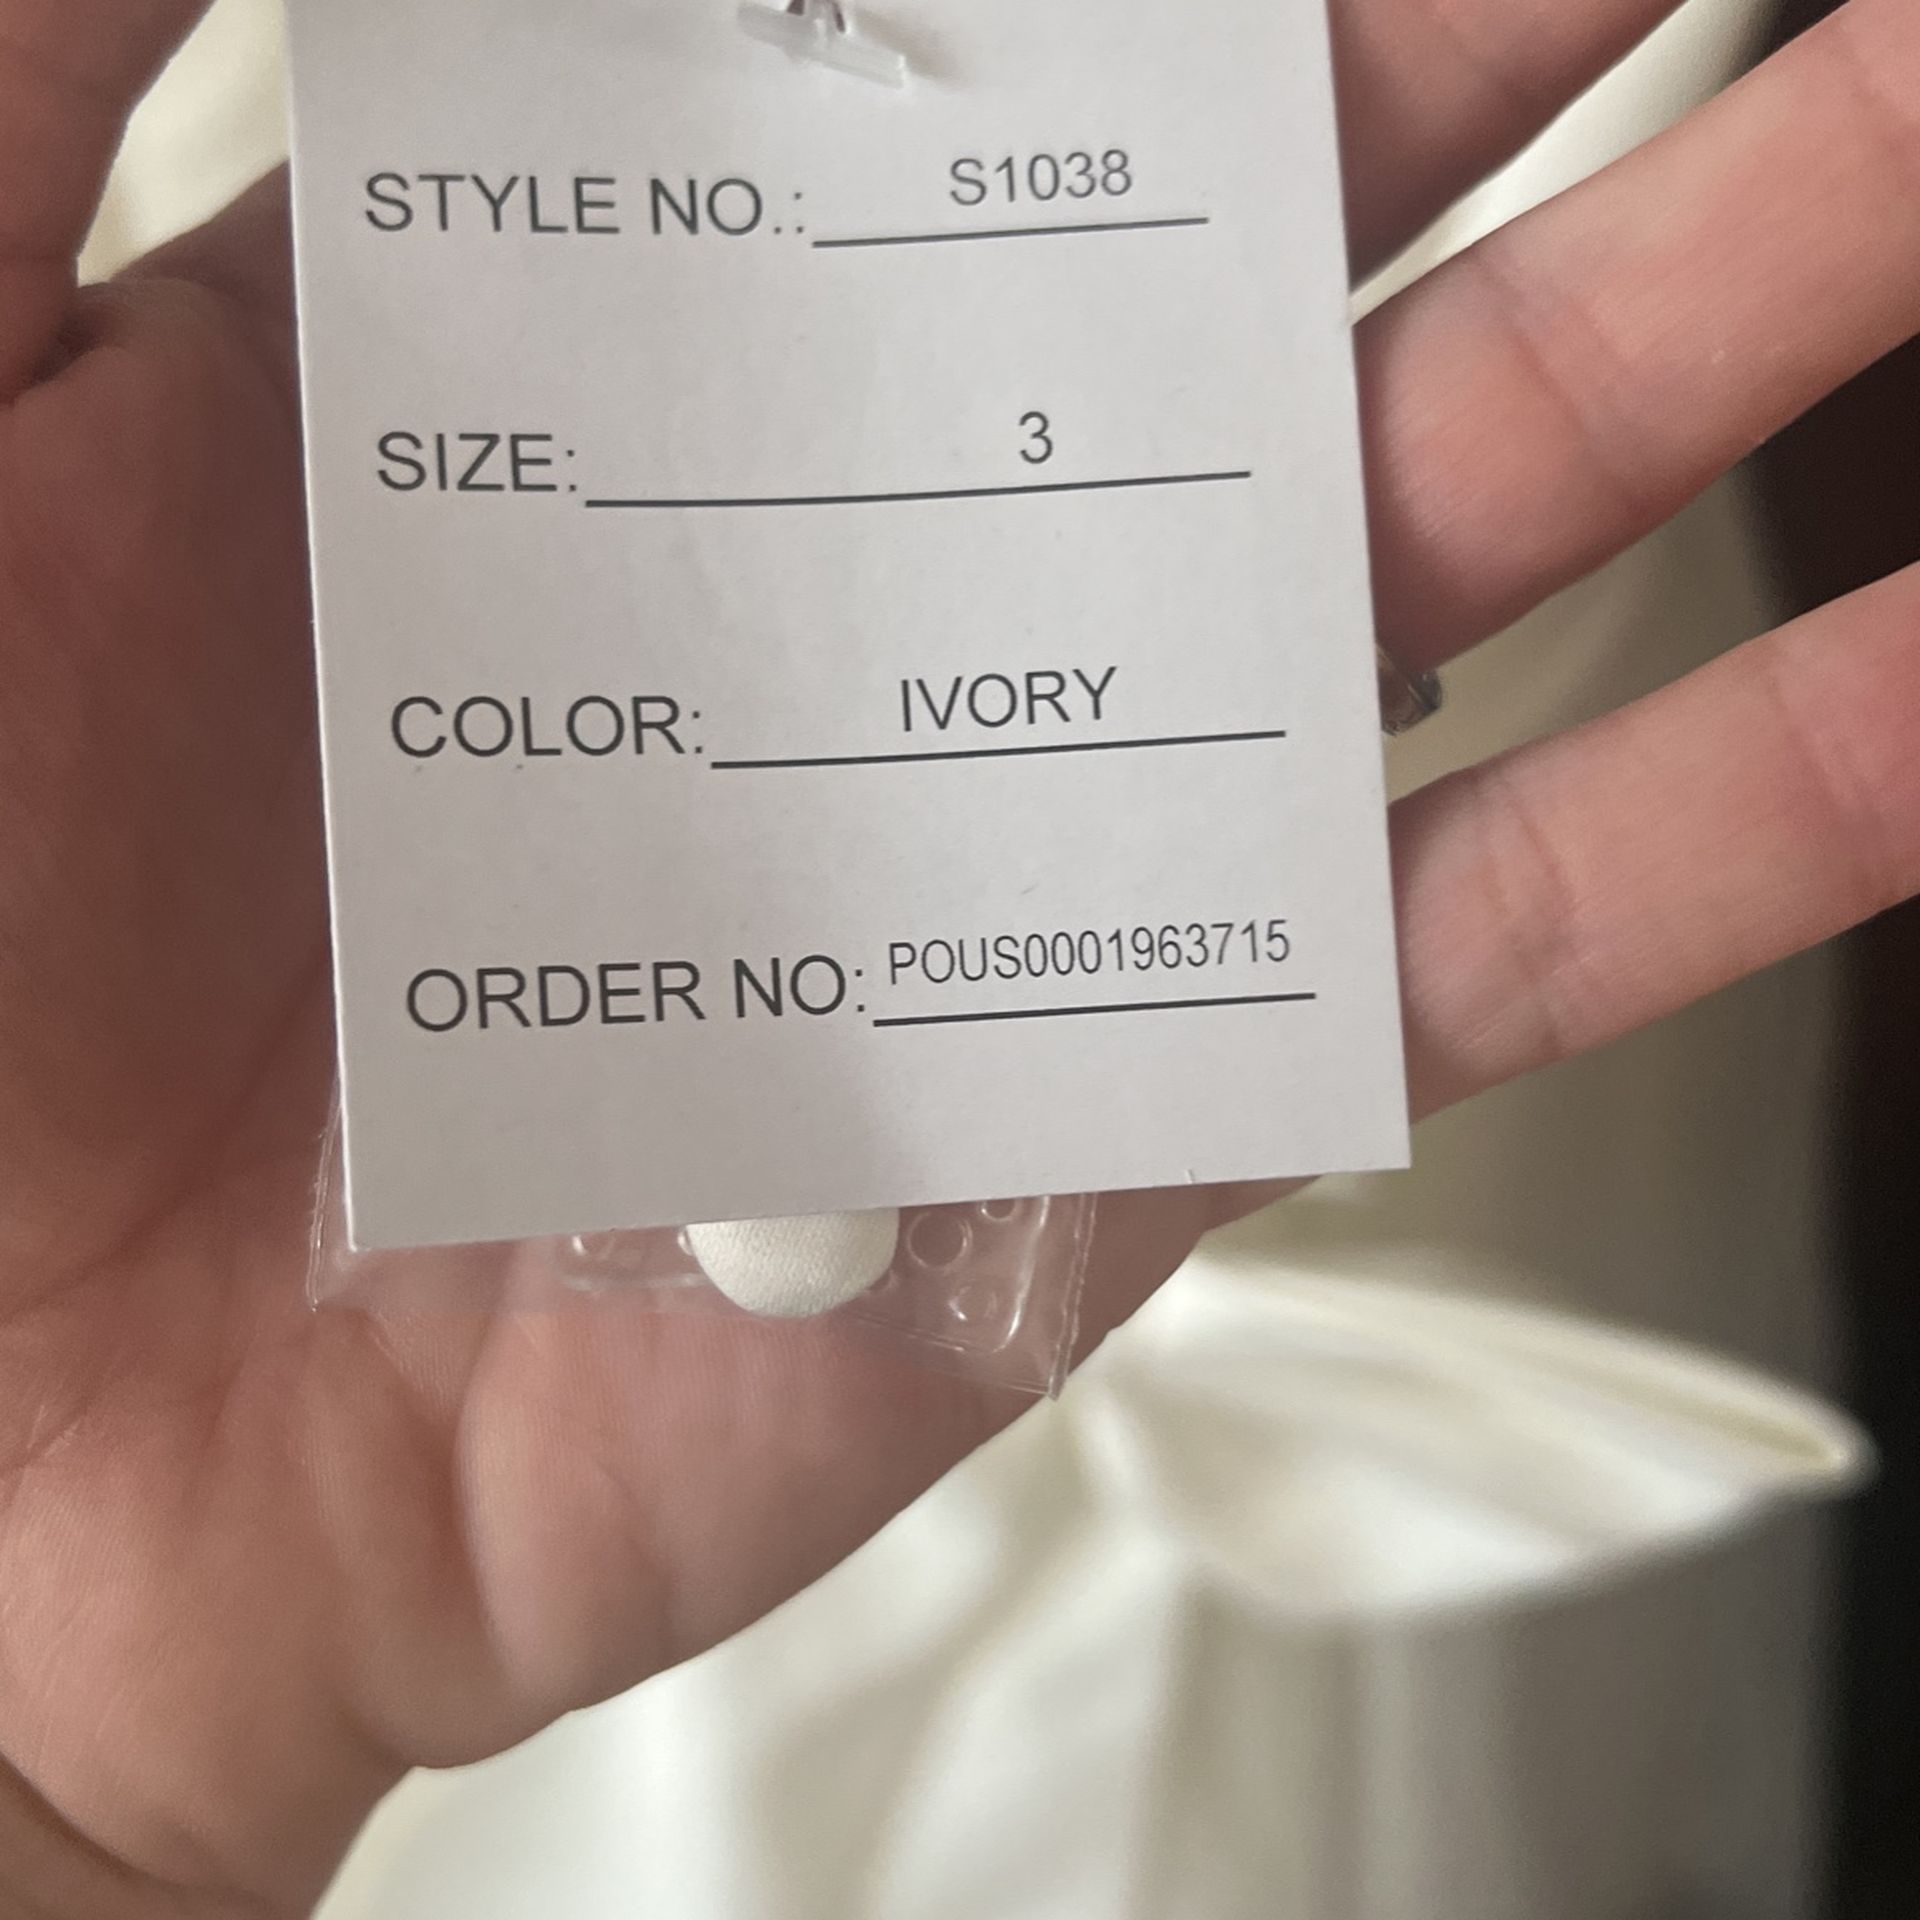 STYLE NO.: S1038
SIZE: 3
COLOR: IVORY
ORDER NO: POUS0001963715